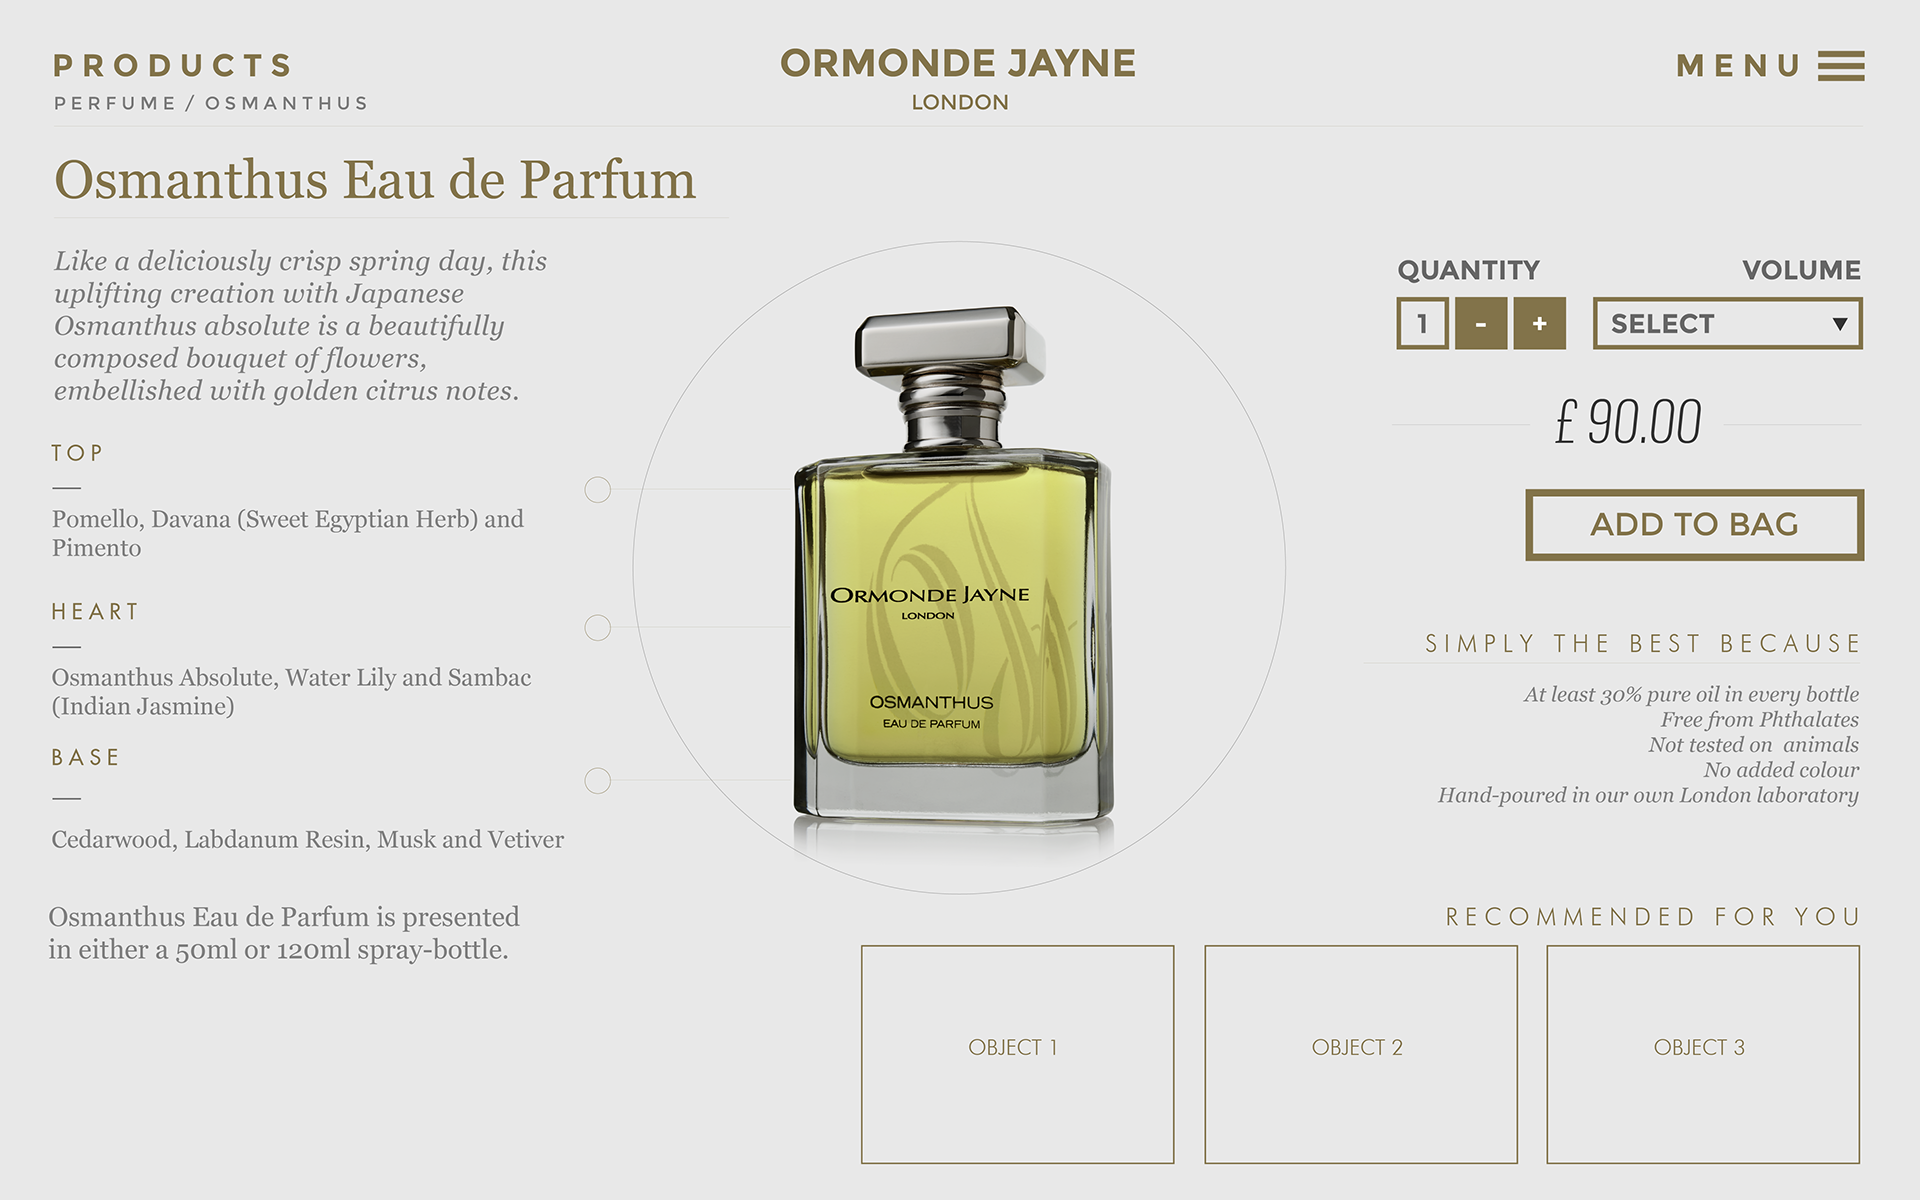 PRODUCTS
PERFUME / OSMANTHUS
ORMONDE JAYNE
LONDON
MENU
Osmanthus Eau de Parfum
Like a deliciously crisp spring day, this
uplifting creation with Japanese
Osmanthus absolute is a beautifully
composed bouquet of flowers,
embellished with golden citrus notes.
TOP
Pomello, Davana (Sweet Egyptian Herb) and
Pimento
HEART
Osmanthus Absolute, Water Lily and Sambac
(Indian Jasmine)
BASE
Cedarwood, Labdanum Resin, Musk and Vetiver
Osmanthus Eau de Parfum is presented
in either a 50ml or 120ml spray-bottle.
ORMONDE JAYNE
LONDON
OSMANTHUS
EAU DE PARFUM
QUANTITY VOLUME
1 - + SELECT ▼
£ 90.00
ADD TO BAG
SIMPLY THE BEST BECAUSE
At least 30% pure oil in every bottle
Free from Phthalates
Not tested on animals
No added colour
Hand-poured in our own London laboratory
RECOMMENDED FOR YOU
OBJECT 1
OBJECT 2
OBJECT 3